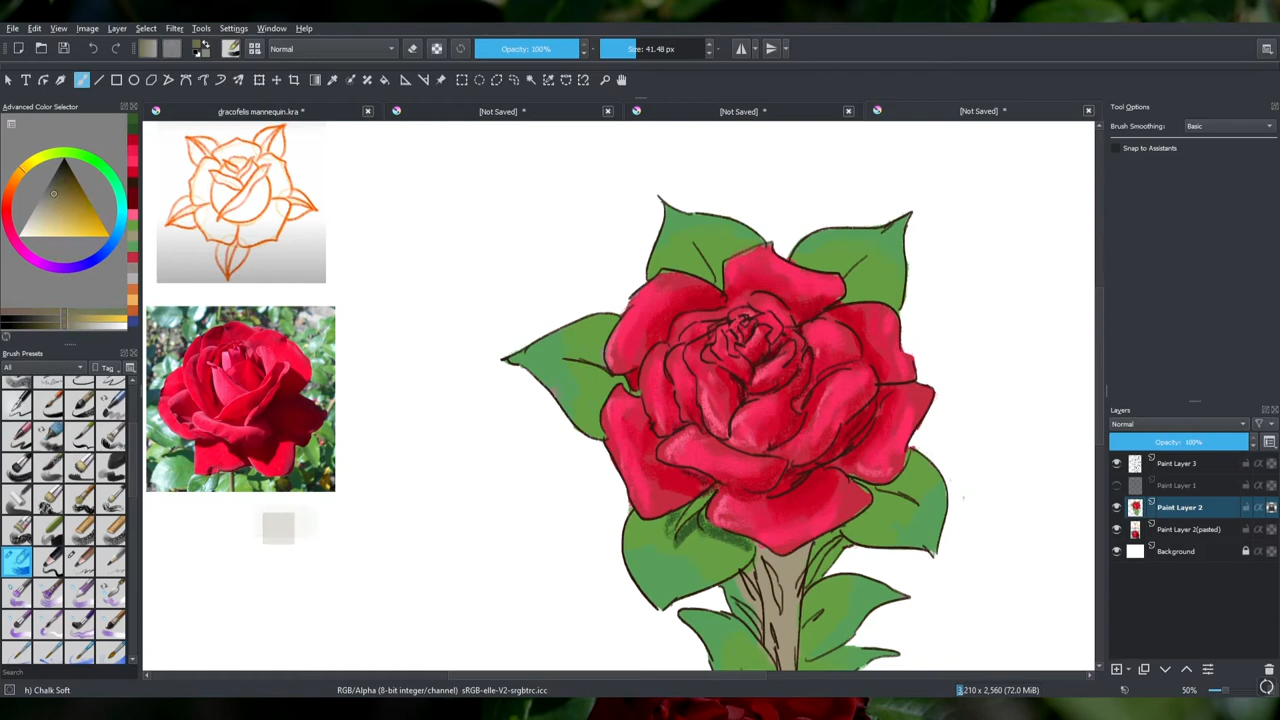 File Edit View Image Layer Select Filter Tools Settings Window Help
Normal Opacity: 100% Size: 41.48 px
Advanced Color Selector
dracofelis mannequin.kra *
[Not Saved] *
[Not Saved] *
[Not Saved] *
Tool Options
Brush Smoothing: Basic
Snap to Assistants
Brush Presets
All Tag
Search
Layers
Normal
Opacity: 100%
Paint Layer 3
Paint Layer 1
Paint Layer 2
Paint Layer 2(pasted)
Background
h) Chalk Soft
RGB/Alpha (8-bit integer/channel) sRGB-elle-V2-srgbtrc.icc
3,210 x 2,560 (72.0 MiB)
50%